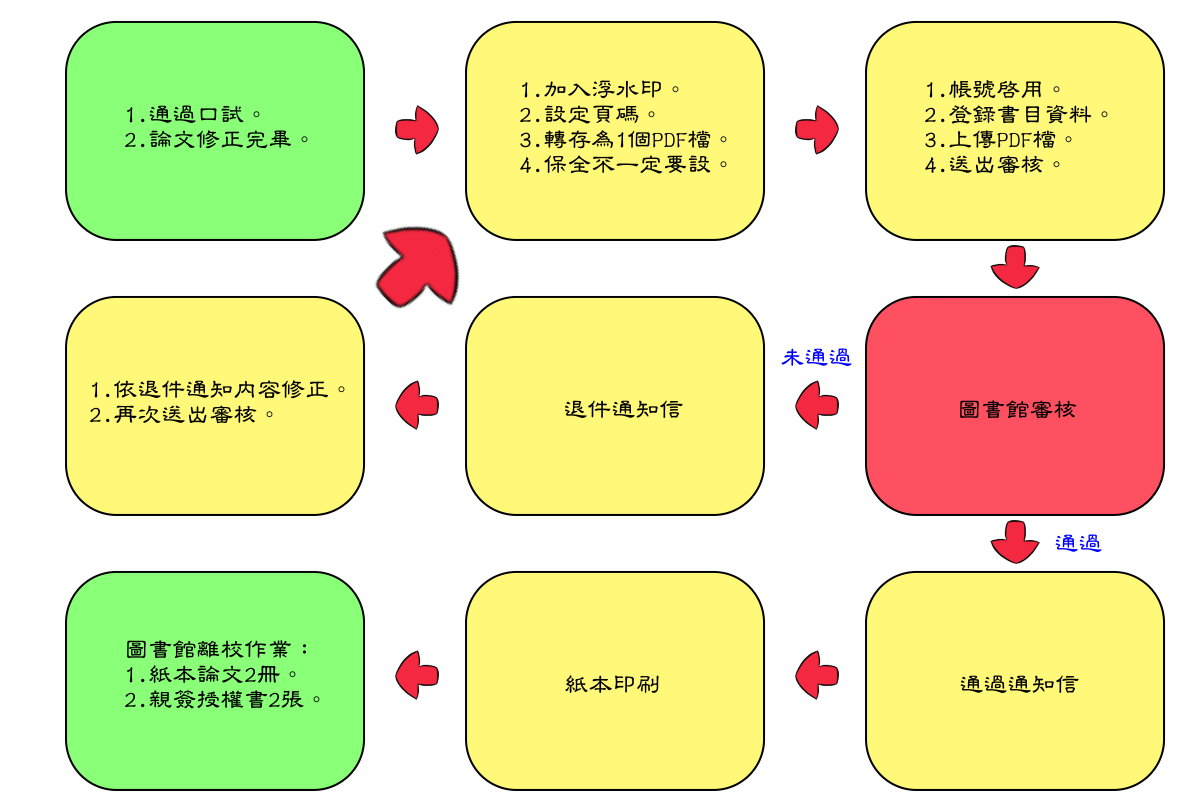 1.通過口試。
2.論文修正完畢。
1.加入浮水印。
2.設定頁碼。
3.轉存為1個PDF檔。
4.保全不一定要設。
1.帳號啓用。
2.登錄書目資料。
3.上傳PDF檔。
4.送出審核。
未通過
圖書館審核
退件通知信
1.依退件通知內容修正。
2.再次送出審核。
通過
通過通知信
紙本印刷
圖書館離校作業：
1.紙本論文2冊。
2.親簽授權書2張。